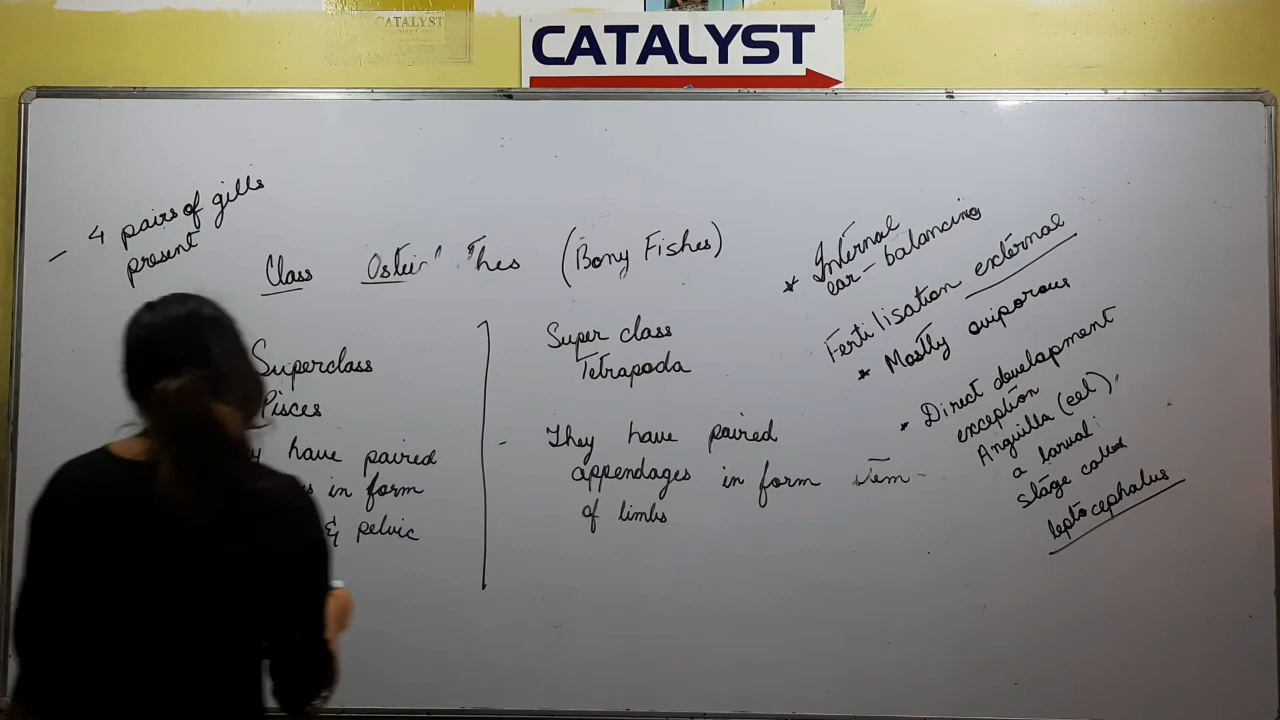 CATALYST
CATALYST
- 4 pairs of gills
present
Class Ostei thes (Bony Fishes)
Superclass
Pisces
have paired
in form
& pelvic
Super class
Tetrapoda
- They have paired
appendages in form
of limbs
* Internal
ear - balancing
Fertilisation external
* Mostly oviparous
* Direct development
exception
Anguilla (eel),
a larval:
stage called
leptocephalus